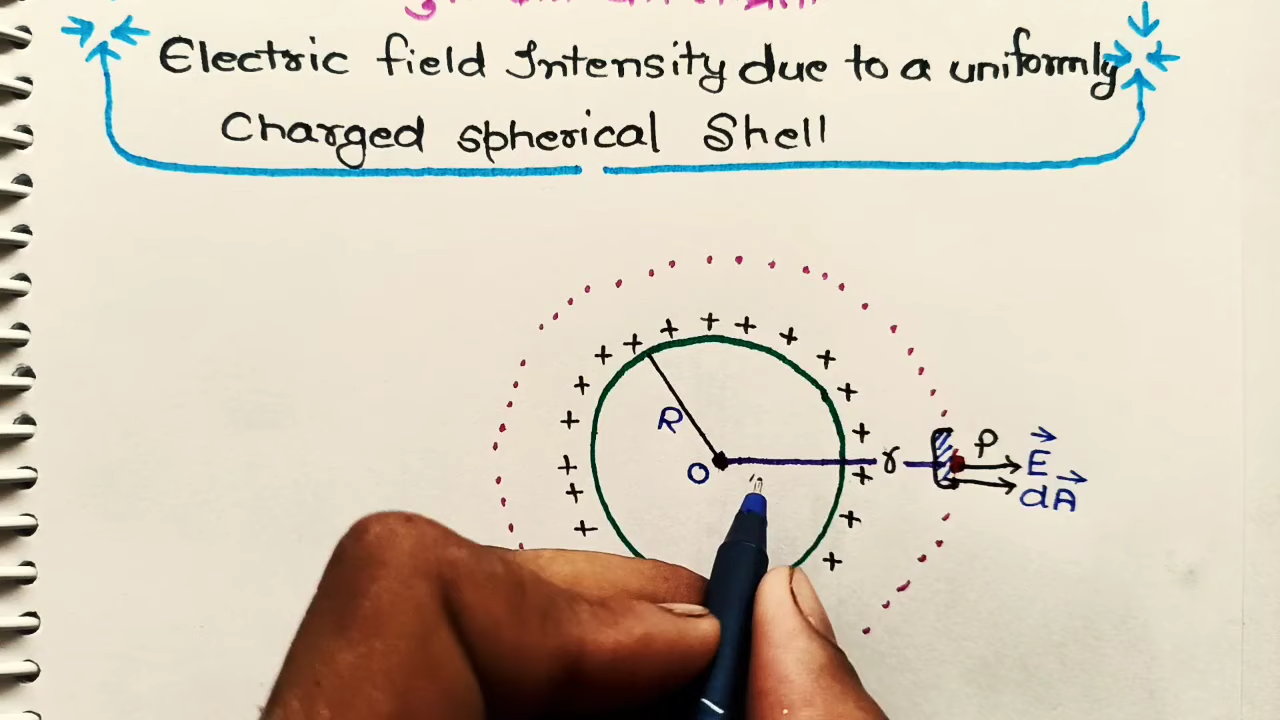 Electric field Intensity due to a uniformly
Charged spherical Shell
+ + + + + + + + + + + + + + + + + + +
R
P
E
O
r
dA